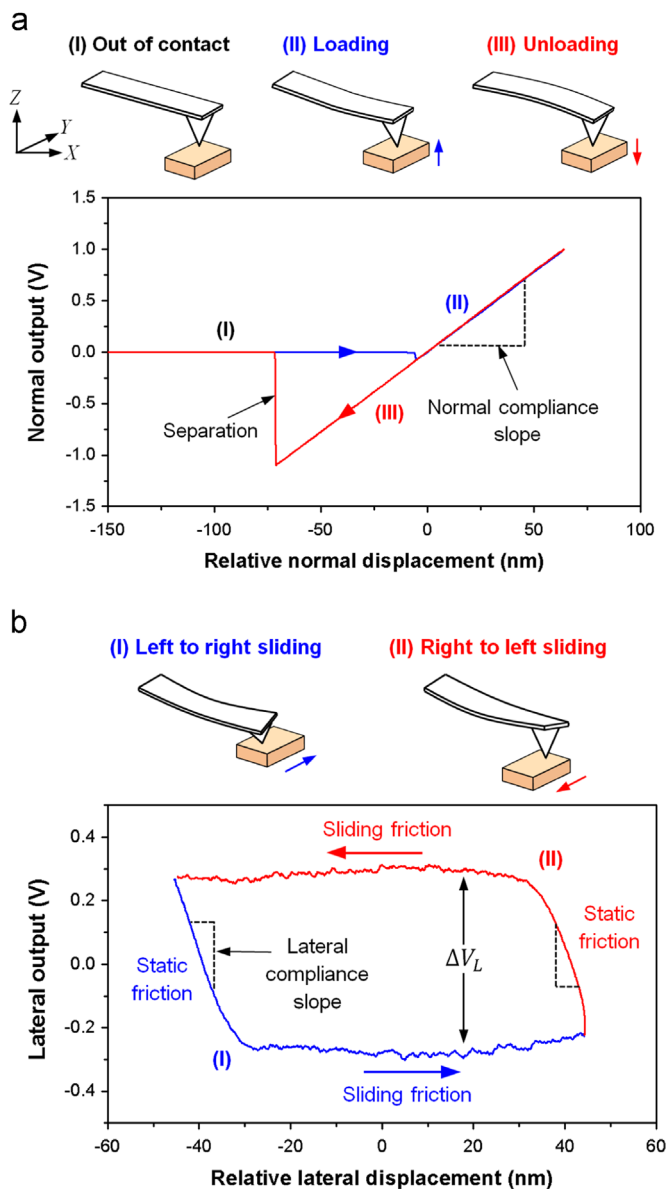 a
(I) Out of contact
(II) Loading
(III) Unloading
Z
Y
X
Normal output (V)
1.5
1.0
0.5
0.0
-0.5
-1.0
-1.5
(I)
(II)
(III)
Separation
Normal compliance
slope
-150
-100
-50
0
50
100
Relative normal displacement (nm)
b
(I) Left to right sliding
(II) Right to left sliding
Lateral output (V)
0.4
0.2
0.0
-0.2
-0.4
Sliding friction
(II)
Static
friction
Lateral
compliance
slope
ΔV_L
Static
friction
(I)
Sliding friction
-60
-40
-20
0
20
40
60
Relative lateral displacement (nm)